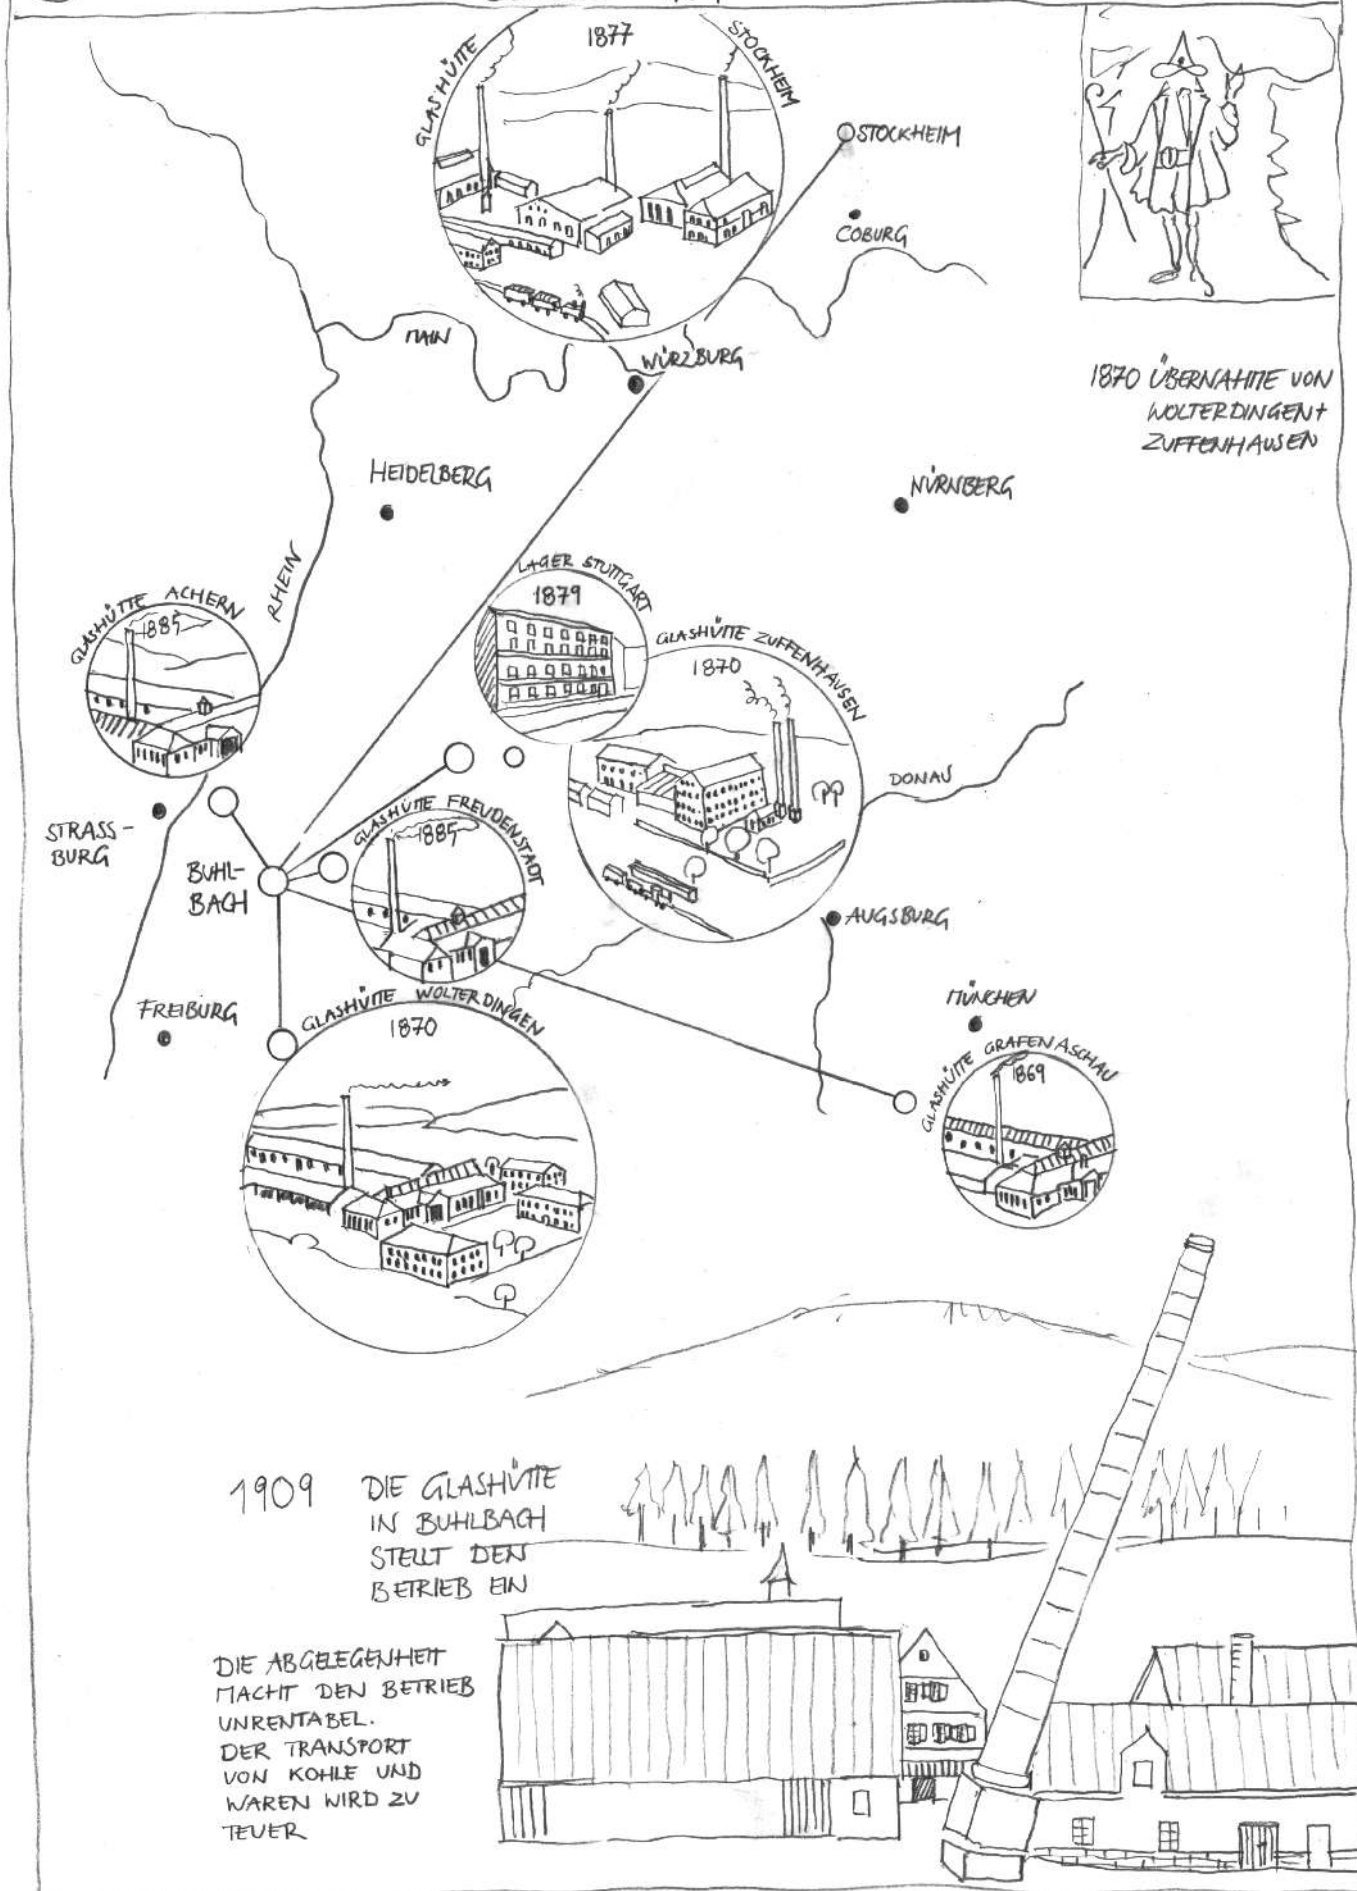 GLASHÜTTE STOCKHEIM
1877
STOCKHEIM
COBURG
MAIN
WÜRZBURG
1870 ÜBERNAHME VON
WOLTERDINGEN +
ZUFFENHAUSEN
HEIDELBERG
NÜRNBERG
RHEIN
LAGER STUTTGART
1879
GLASHÜTTE ACHERN
1885
GLASHÜTTE ZUFFENHAUSEN
1870
DONAU
STRASS-
BURG
GLASHÜTTE FREUDENSTADT
1885
BUHL-
BACH
AUGSBURG
FREIBURG
GLASHÜTTE WOLTERDINGEN
1870
MÜNCHEN
GLASHÜTTE GRAFENASCHAU
1869
1909 DIE GLASHÜTTE
IN BUHLBACH
STELLT DEN
BETRIEB EIN
DIE ABGELEGENHEIT
MACHT DEN BETRIEB
UNRENTABEL.
DER TRANSPORT
VON KOHLE UND
WAREN WIRD ZU
TEUER